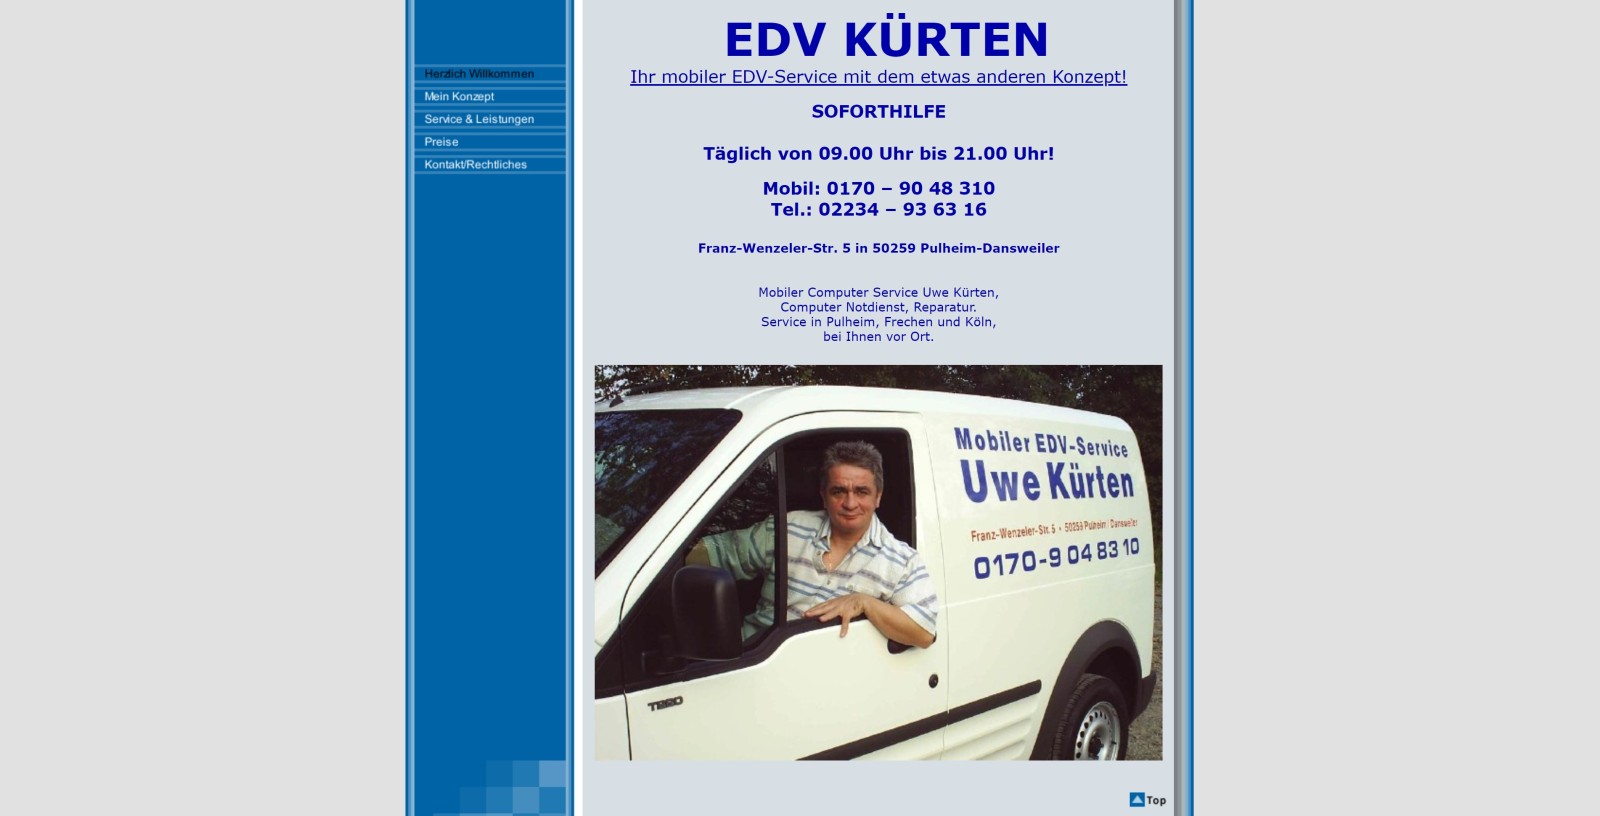 Herzlich Willkommen
Mein Konzept
Service & Leistungen
Preise
Kontakt/Rechtliches
EDV KÜRTEN
Ihr mobiler EDV-Service mit dem etwas anderen Konzept!
SOFORTHILFE
Täglich von 09.00 Uhr bis 21.00 Uhr!
Mobil: 0170 – 90 48 310
Tel.: 02234 – 93 63 16
Franz-Wenzeler-Str. 5 in 50259 Pulheim-Dansweiler
Mobiler Computer Service Uwe Kürten,
Computer Notdienst, Reparatur.
Service in Pulheim, Frechen und Köln,
bei Ihnen vor Ort.
Mobiler EDV-Service
Uwe Kürten
Franz-Wenzeler-Str. 5 • 50259 Pulheim / Dansweiler
0170-9 04 83 10
T220
Top